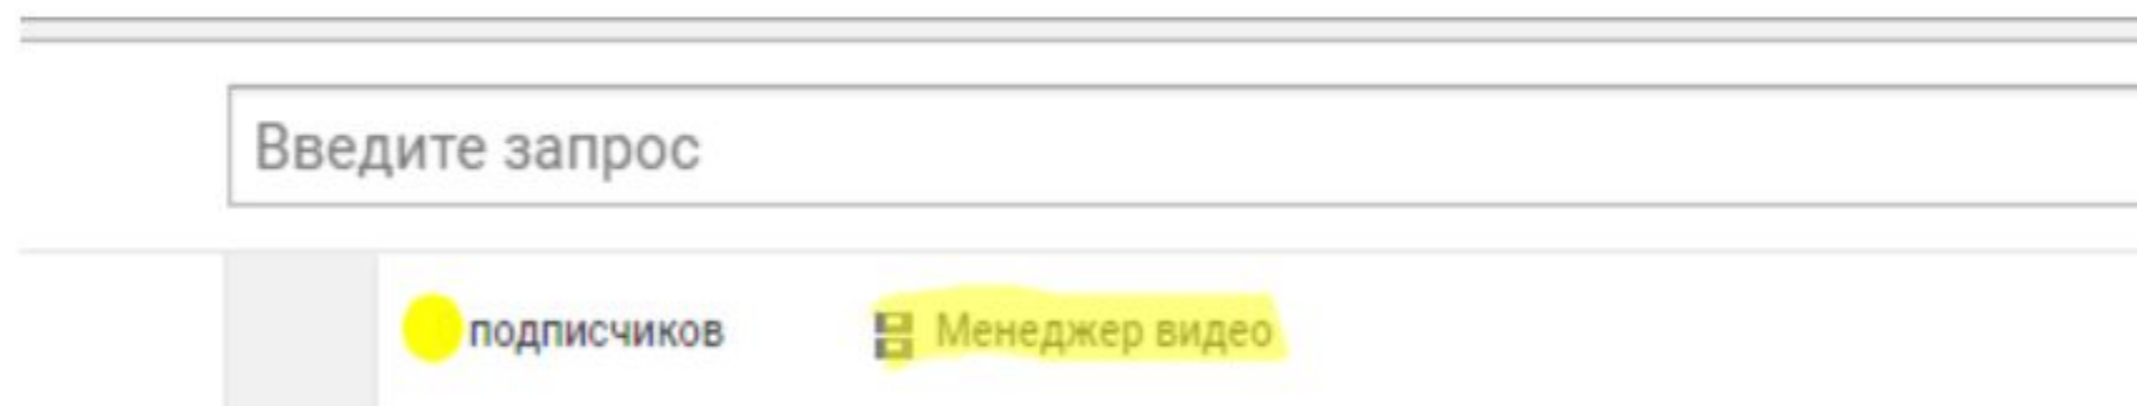 Введите запрос
подписчиков Менеджер видео